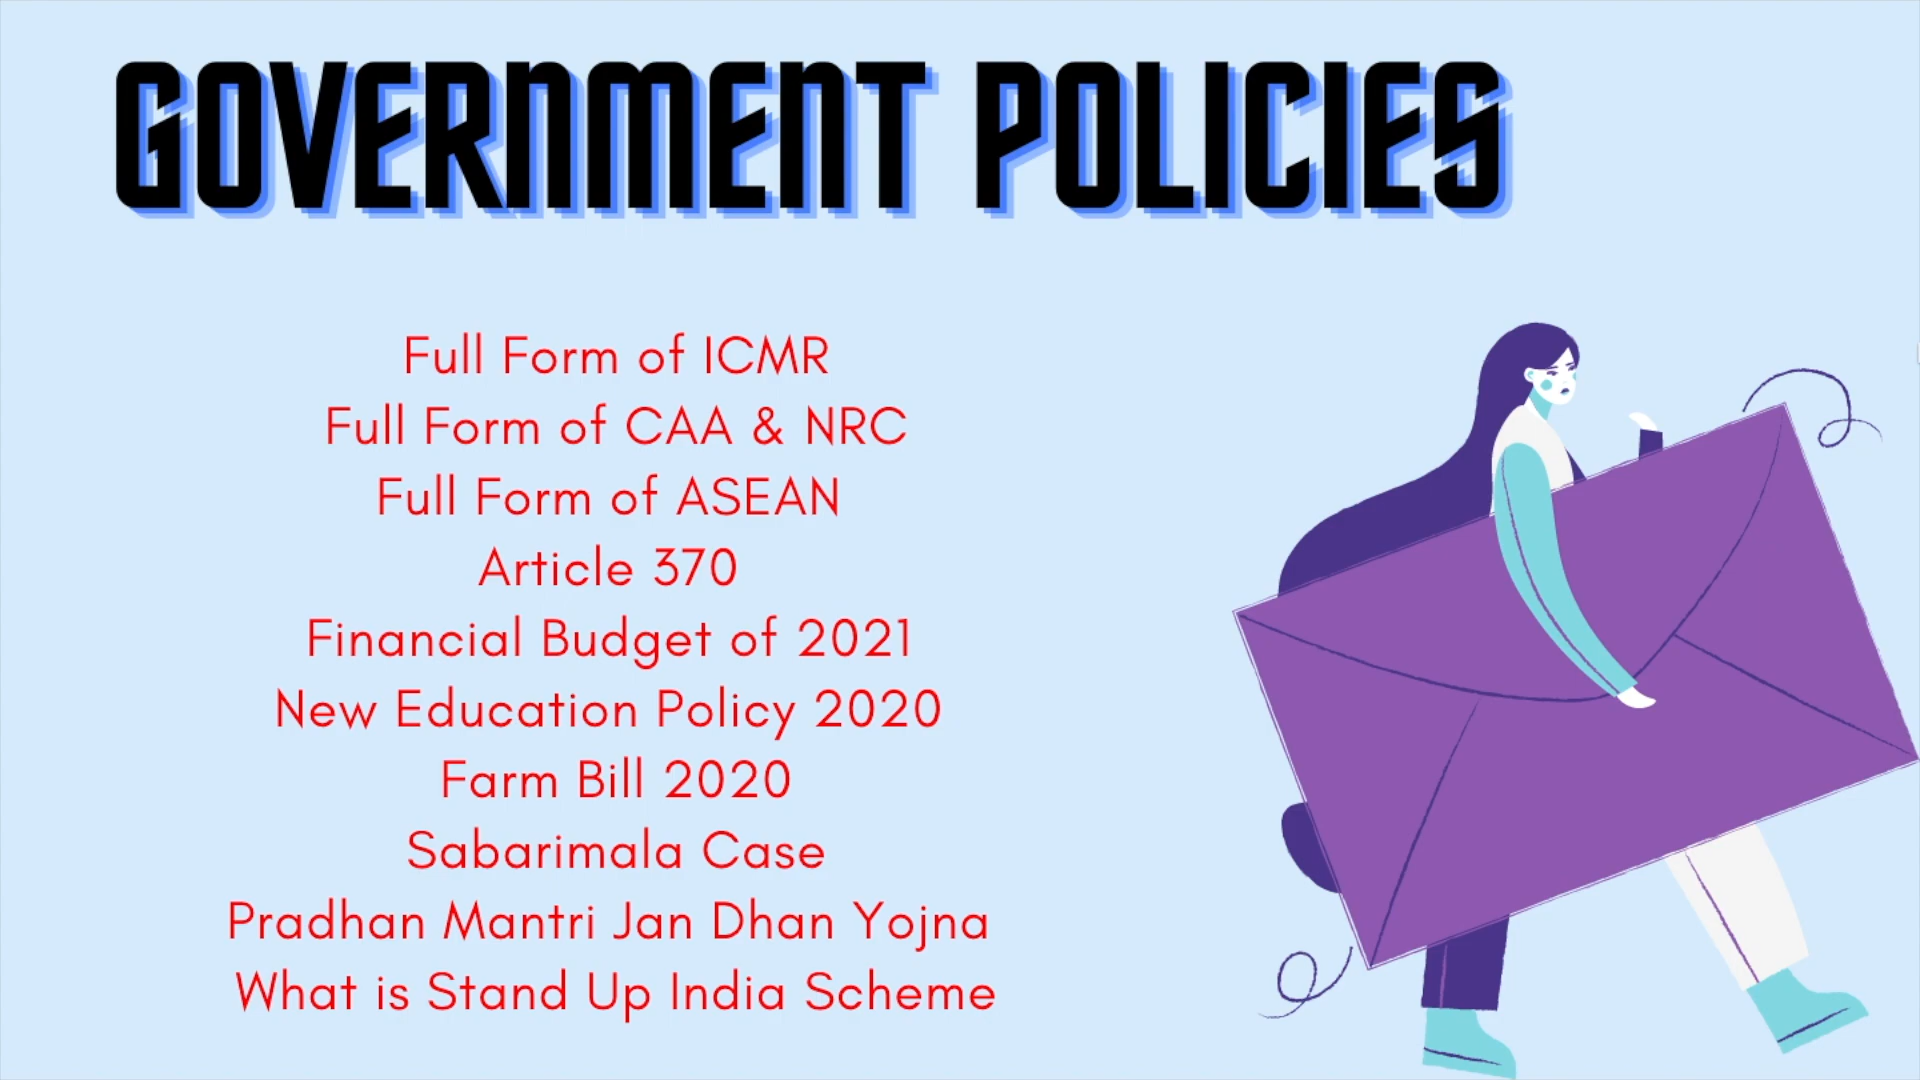 GOVERNMENT POLICIES
Full Form of ICMR
Full Form of CAA & NRC
Full Form of ASEAN
Article 370
Financial Budget of 2021
New Education Policy 2020
Farm Bill 2020
Sabarimala Case
Pradhan Mantri Jan Dhan Yojna
What is Stand Up India Scheme